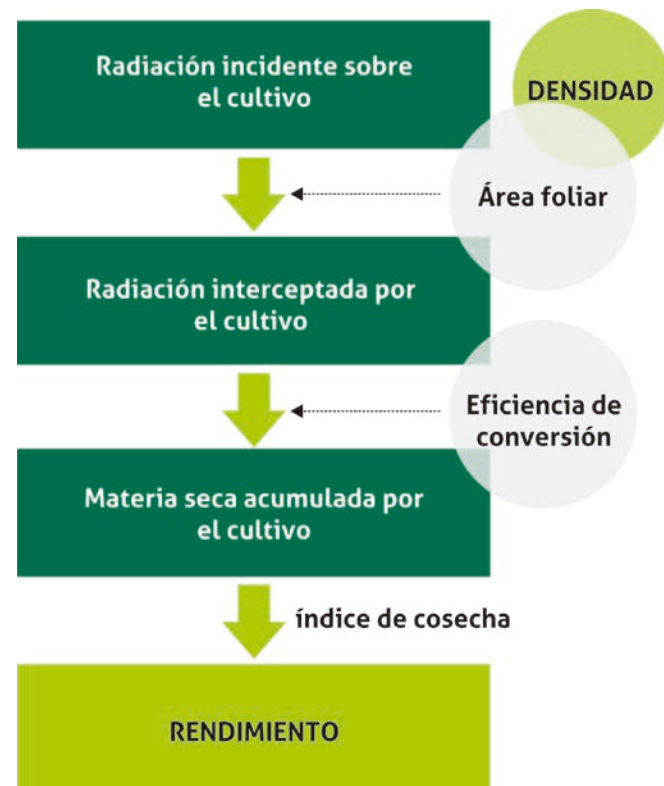 Radiación incidente sobre
el cultivo
DENSIDAD
Área foliar
Radiación interceptada por
el cultivo
Eficiencia de
conversión
Materia seca acumulada por
el cultivo
índice de cosecha
RENDIMIENTO